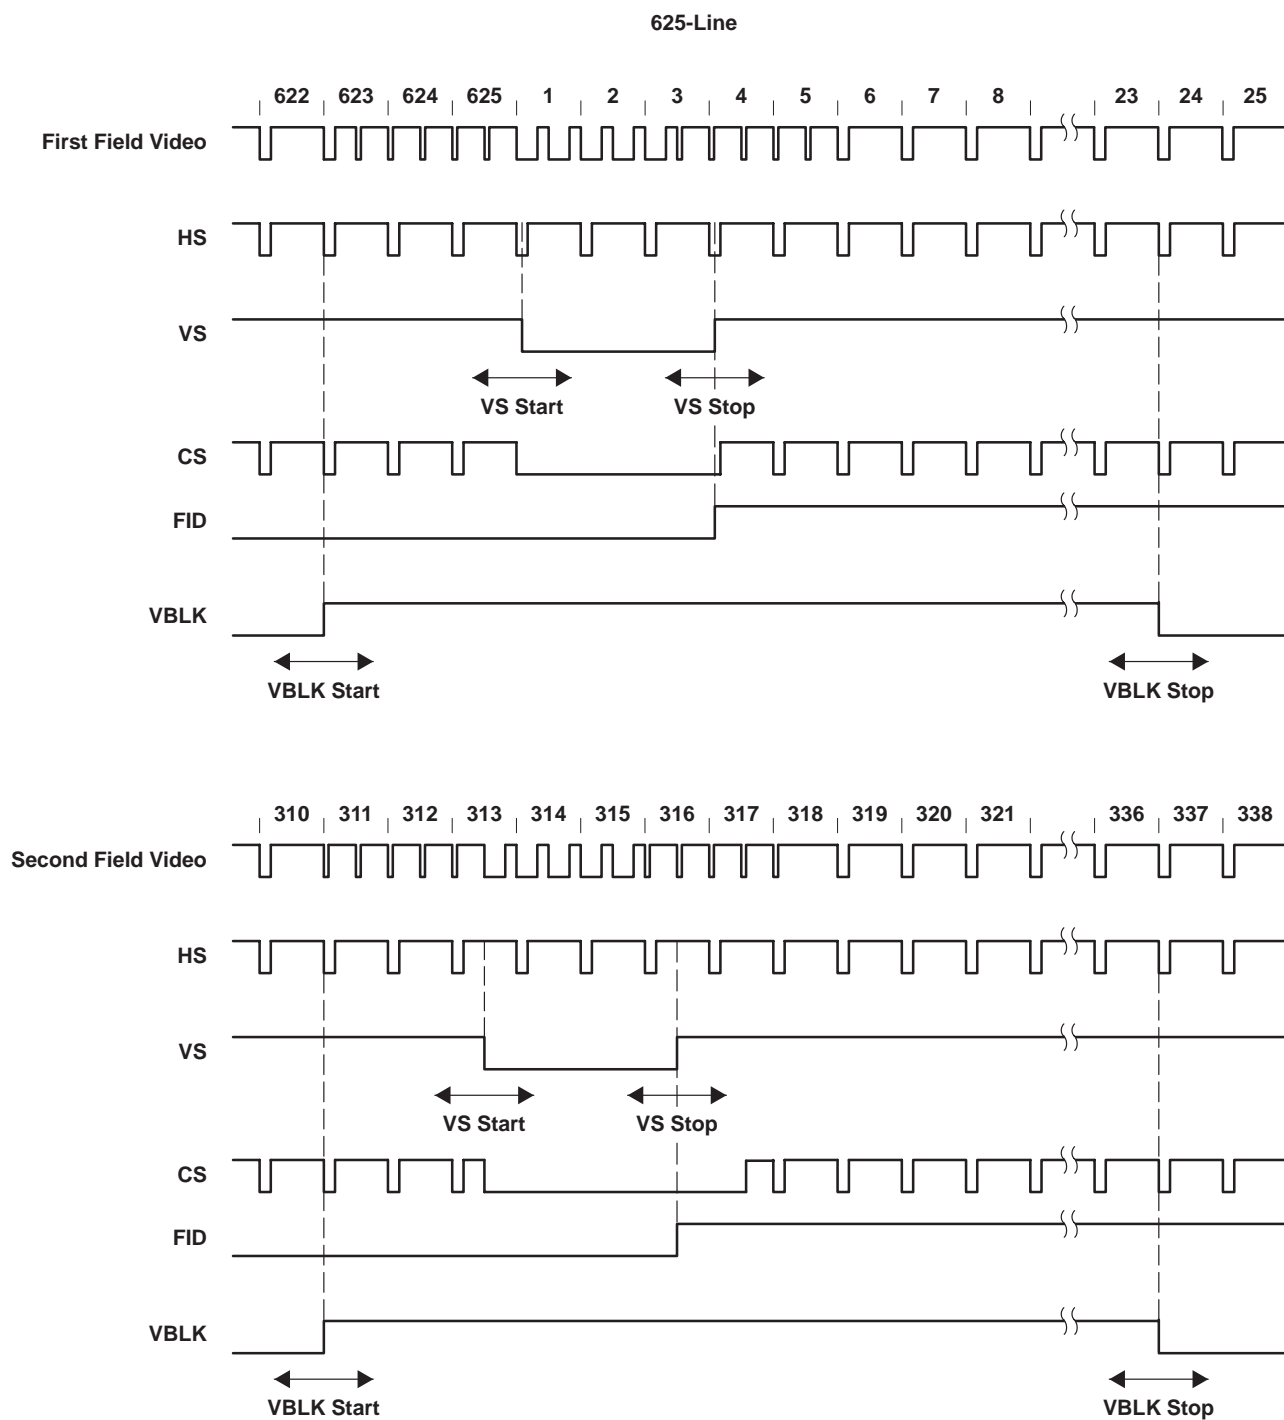 625-Line
622 623 624 625 1 2 3 4 5 6 7 8 23 24 25
First Field Video
HS
VS
VS Start VS Stop
CS
FID
VBLK
VBLK Start VBLK Stop
310 311 312 313 314 315 316 317 318 319 320 321 336 337 338
Second Field Video
HS
VS
VS Start VS Stop
CS
FID
VBLK
VBLK Start VBLK Stop